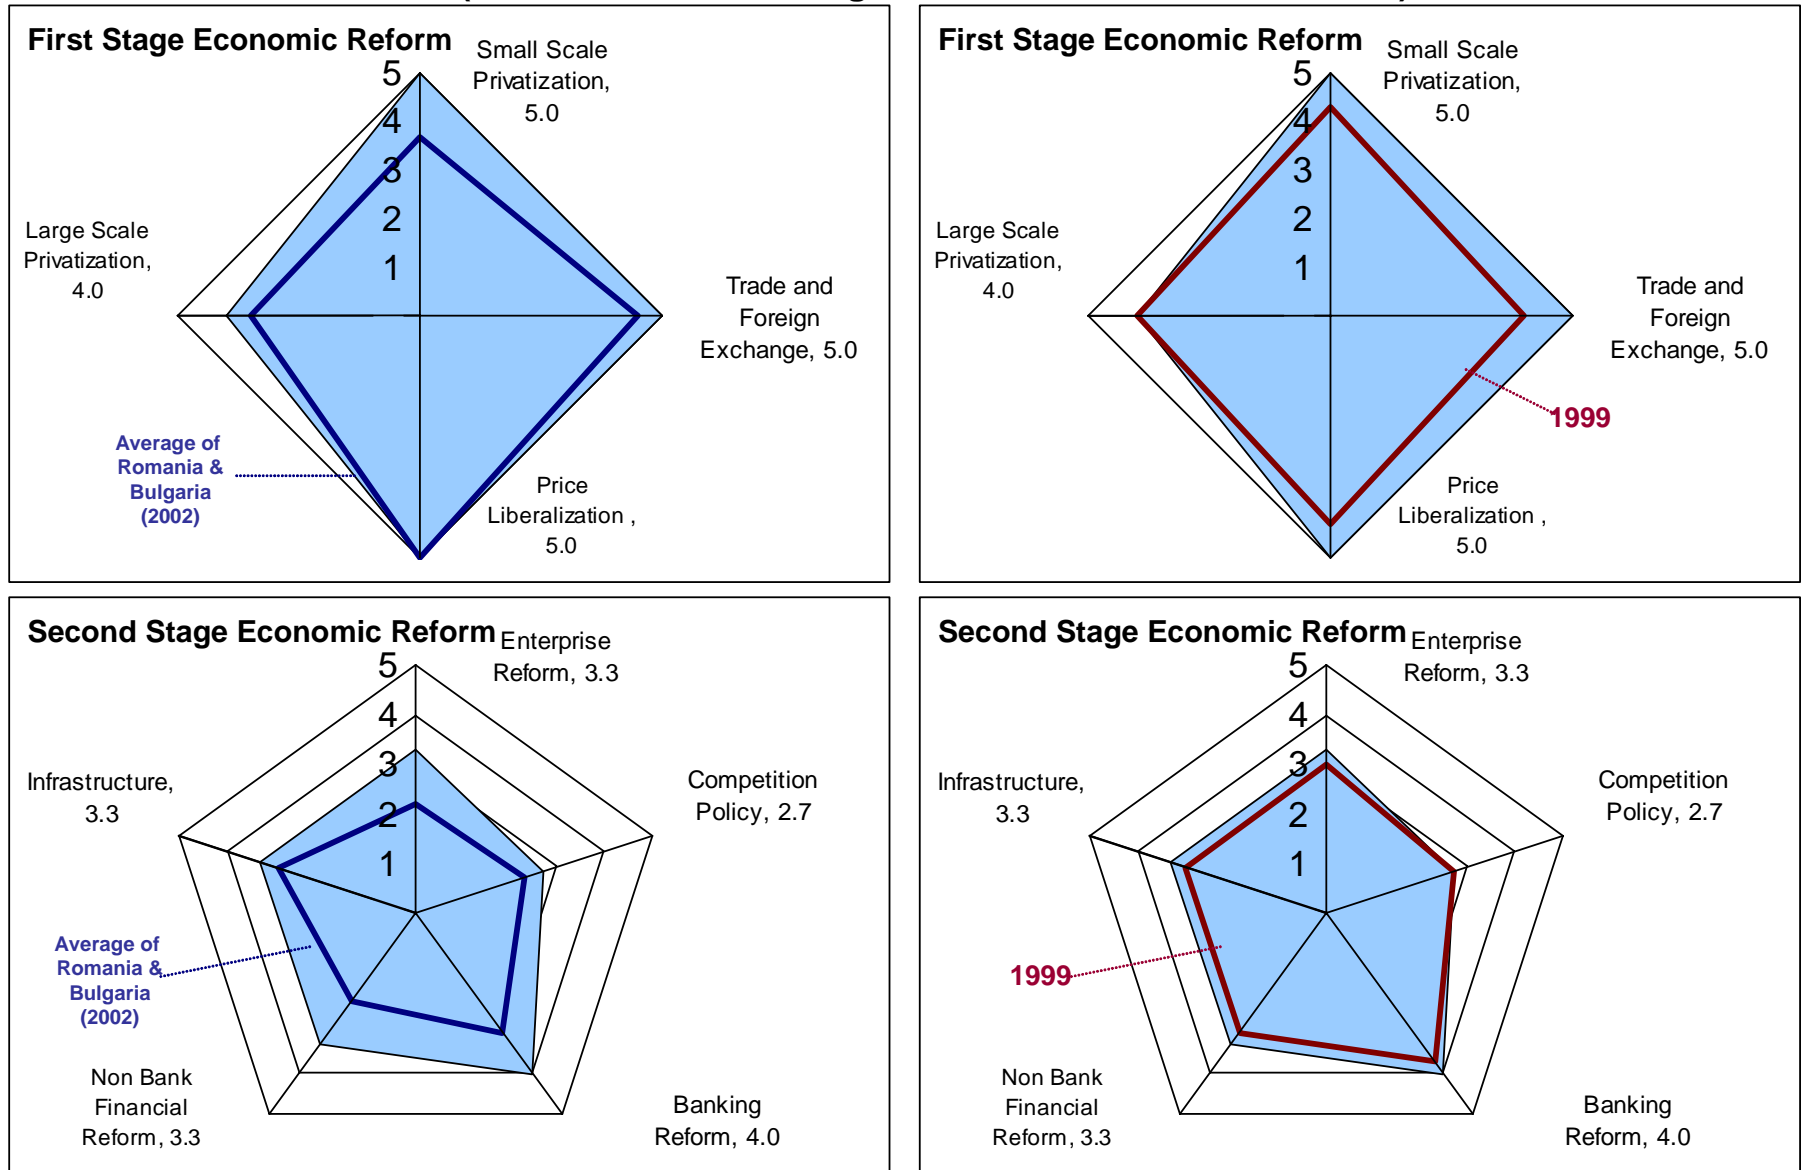 First Stage Economic Reform
Small Scale
Privatization,
5.0
5
4
3
2
1
Large Scale
Privatization,
4.0
Trade and
Foreign
Exchange, 5.0
Average of
Romania &
Bulgaria
(2002)
Price
Liberalization ,
5.0
First Stage Economic Reform
Small Scale
Privatization,
5.0
5
4
3
2
1
Large Scale
Privatization,
4.0
Trade and
Foreign
Exchange, 5.0
1999
Price
Liberalization ,
5.0
Second Stage Economic Reform
Enterprise
Reform, 3.3
5
4
3
2
1
Infrastructure,
3.3
Competition
Policy, 2.7
Average of
Romania &
Bulgaria
(2002)
Non Bank
Financial
Reform, 3.3
Banking
Reform, 4.0
Second Stage Economic Reform
Enterprise
Reform, 3.3
5
4
3
2
1
Infrastructure,
3.3
Competition
Policy, 2.7
1999
Non Bank
Financial
Reform, 3.3
Banking
Reform, 4.0